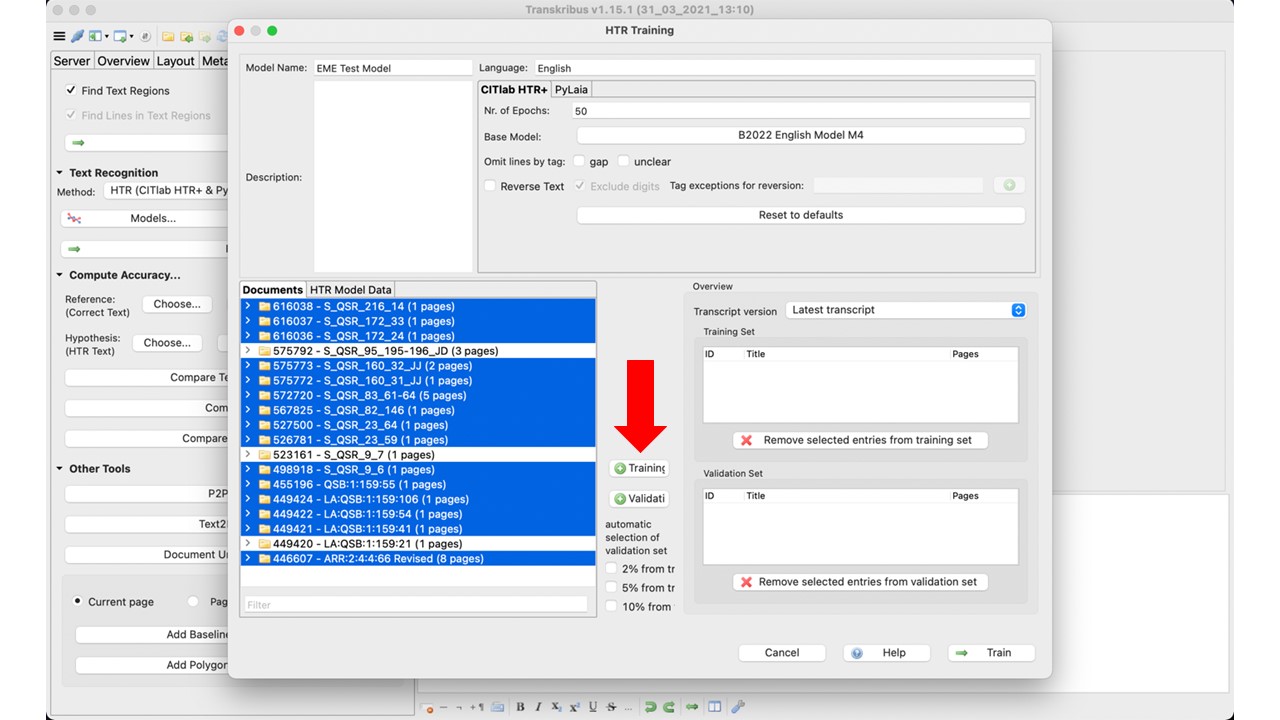 Transkribus v1.15.1 (31_03_2021_13:10)
HTR Training
Server Overview Layout Meta
Find Text Regions
Find Lines in Text Regions
Text Recognition
Method: HTR (CITlab HTR+ & Py
Models...
Compute Accuracy...
Reference:
(Correct Text)
Choose...
Hypothesis:
(HTR Text)
Choose...
Compare Te
Com
Compare
Other Tools
P2P
Text2
Document Ur
Current page Pag
Add Baseline
Add Polygor
Model Name: EME Test Model
Description:
Language: English
CITlab HTR+ PyLaia
Nr. of Epochs: 50
Base Model: B2022 English Model M4
Omit lines by tag: gap unclear
Reverse Text Exclude digits Tag exceptions for reversion:
Reset to defaults
Documents HTR Model Data
616038 - S_QSR_216_14 (1 pages)
616037 - S_QSR_172_33 (1 pages)
616036 - S_QSR_172_24 (1 pages)
575792 - S_QSR_95_195-196_JD (3 pages)
575773 - S_QSR_160_32_JJ (2 pages)
575772 - S_QSR_160_31_JJ (1 pages)
572720 - S_QSR_83_61-64 (5 pages)
567825 - S_QSR_82_146 (1 pages)
527500 - S_QSR_23_64 (1 pages)
526781 - S_QSR_23_59 (1 pages)
523161 - S_QSR_9_7 (1 pages)
498918 - S_QSR_9_6 (1 pages)
455196 - QSB:1:159:55 (1 pages)
449424 - LA:QSB:1:159:106 (1 pages)
449422 - LA:QSB:1:159:54 (1 pages)
449421 - LA:QSB:1:159:41 (1 pages)
449420 - LA:QSB:1:159:21 (1 pages)
446607 - ARR:2:4:4:66 Revised (8 pages)
Filter
Training
Validati
automatic
selection of
validation set
2% from tr
5% from tr
10% from
Overview
Transcript version Latest transcript
Training Set
ID Title Pages
Remove selected entries from training set
Validation Set
ID Title Pages
Remove selected entries from validation set
Cancel Help Train
B I X₂ X² U S ...